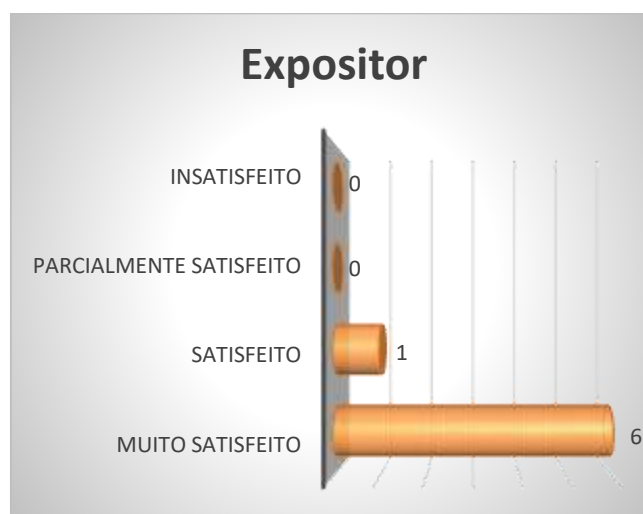 Expositor
INSATISFEITO 0
PARCIALMENTE SATISFEITO 0
SATISFEITO 1
MUITO SATISFEITO 6